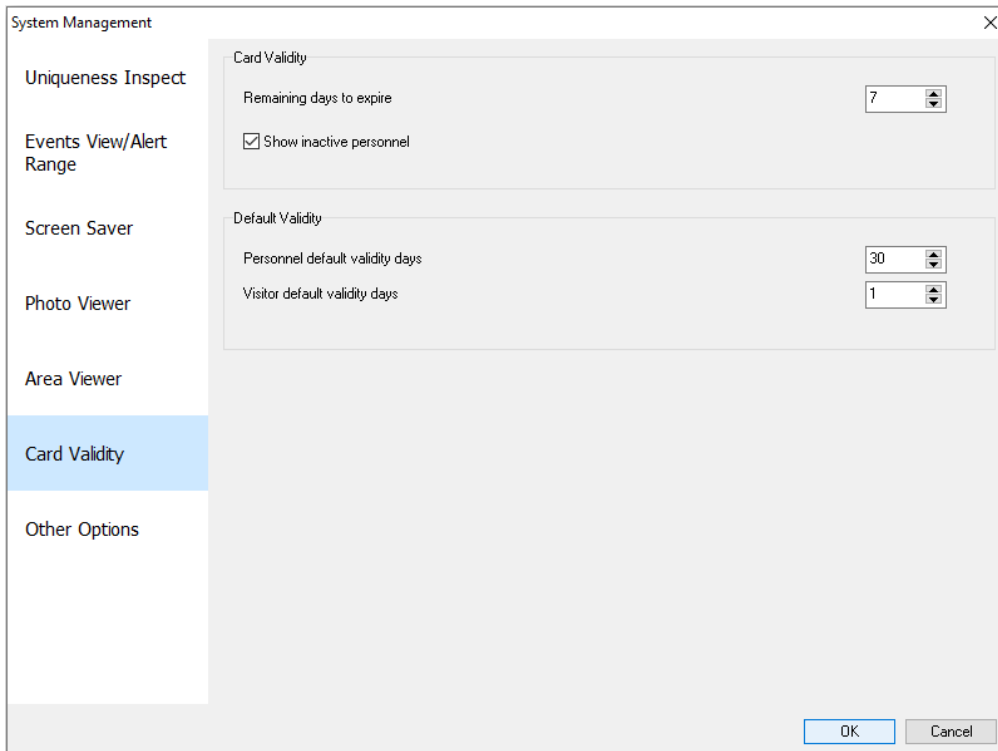 System Management
Uniqueness Inspect
Events View/Alert
Range
Screen Saver
Photo Viewer
Area Viewer
Card Validity
Other Options
Card Validity
Remaining days to expire
7
Show inactive personnel
Default Validity
Personnel default validity days
30
Visitor default validity days
1
OK
Cancel